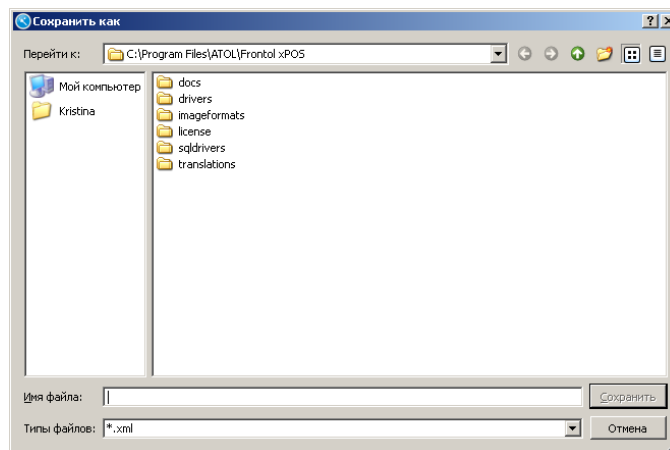 Сохранить как
Перейти к: C:\Program Files\ATOL\Frontol xPOS
Мой компьютер
Kristina
docs
drivers
imageformats
license
sqldrivers
translations
Имя файла: Сохранить
Типы файлов: *.xml Отмена